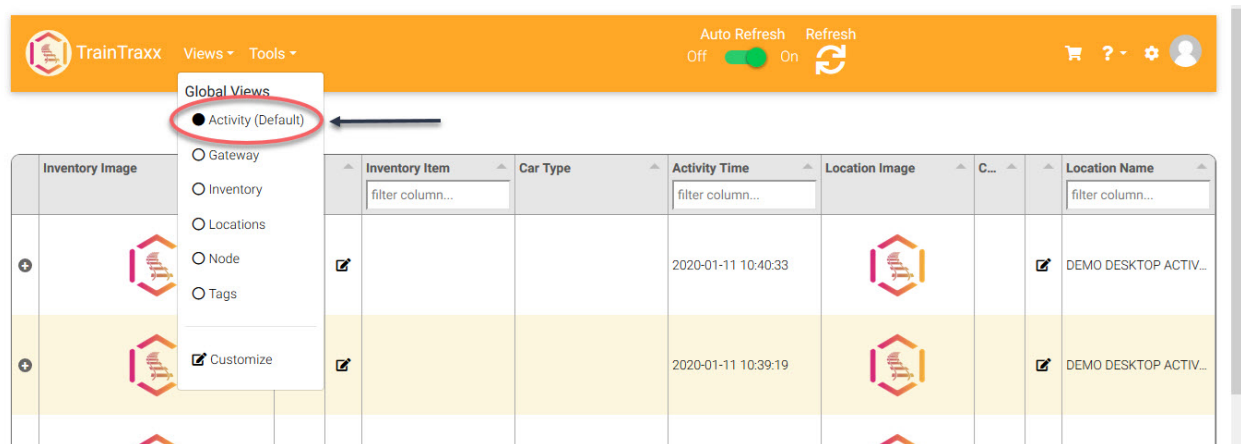 Auto Refresh Refresh
TrainTraxx Views Tools Off On ?
Global Views
Activity (Default)
Gateway
Inventory
Locations
Node
Tags
Customize
Inventory Image Inventory Item Car Type Activity Time Location Image C... Location Name
filter column... filter column... filter column...
2020-01-11 10:40:33 DEMO DESKTOP ACTIV...
2020-01-11 10:39:19 DEMO DESKTOP ACTIV...